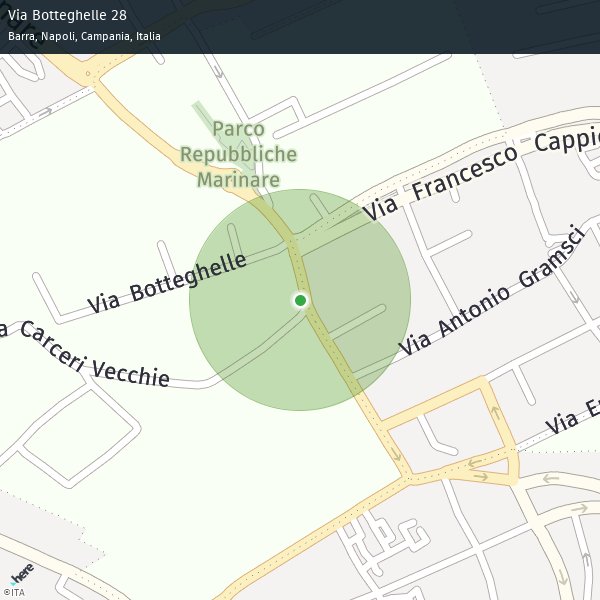 Via Botteghelle 28
Barra, Napoli, Campania, Italia
Parco
Repubbliche
Marinare
Via Francesco Cappie
Via Botteghelle
Via Antonio Gramsci
a Carceri Vecchie
Via E
here
©ITA